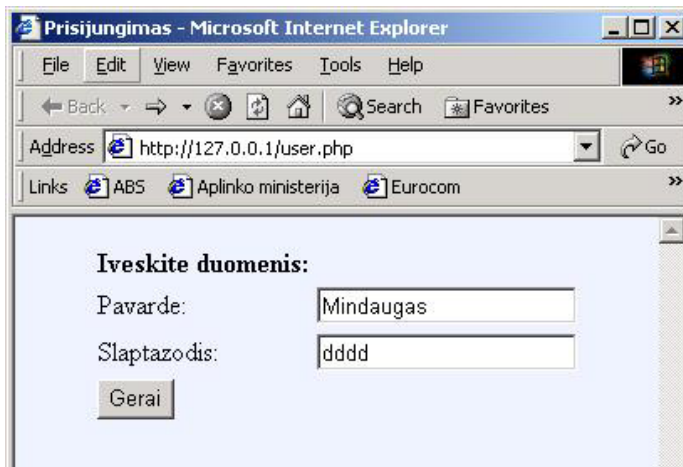 Prisijungimas - Microsoft Internet Explorer
File Edit View Favorites Tools Help
Back Search Favorites »
Address http://127.0.0.1/user.php Go
Links ABS Aplinko ministerija Eurocom »
Iveskite duomenis:
Pavarde: Mindaugas
Slaptazodis: dddd
Gerai